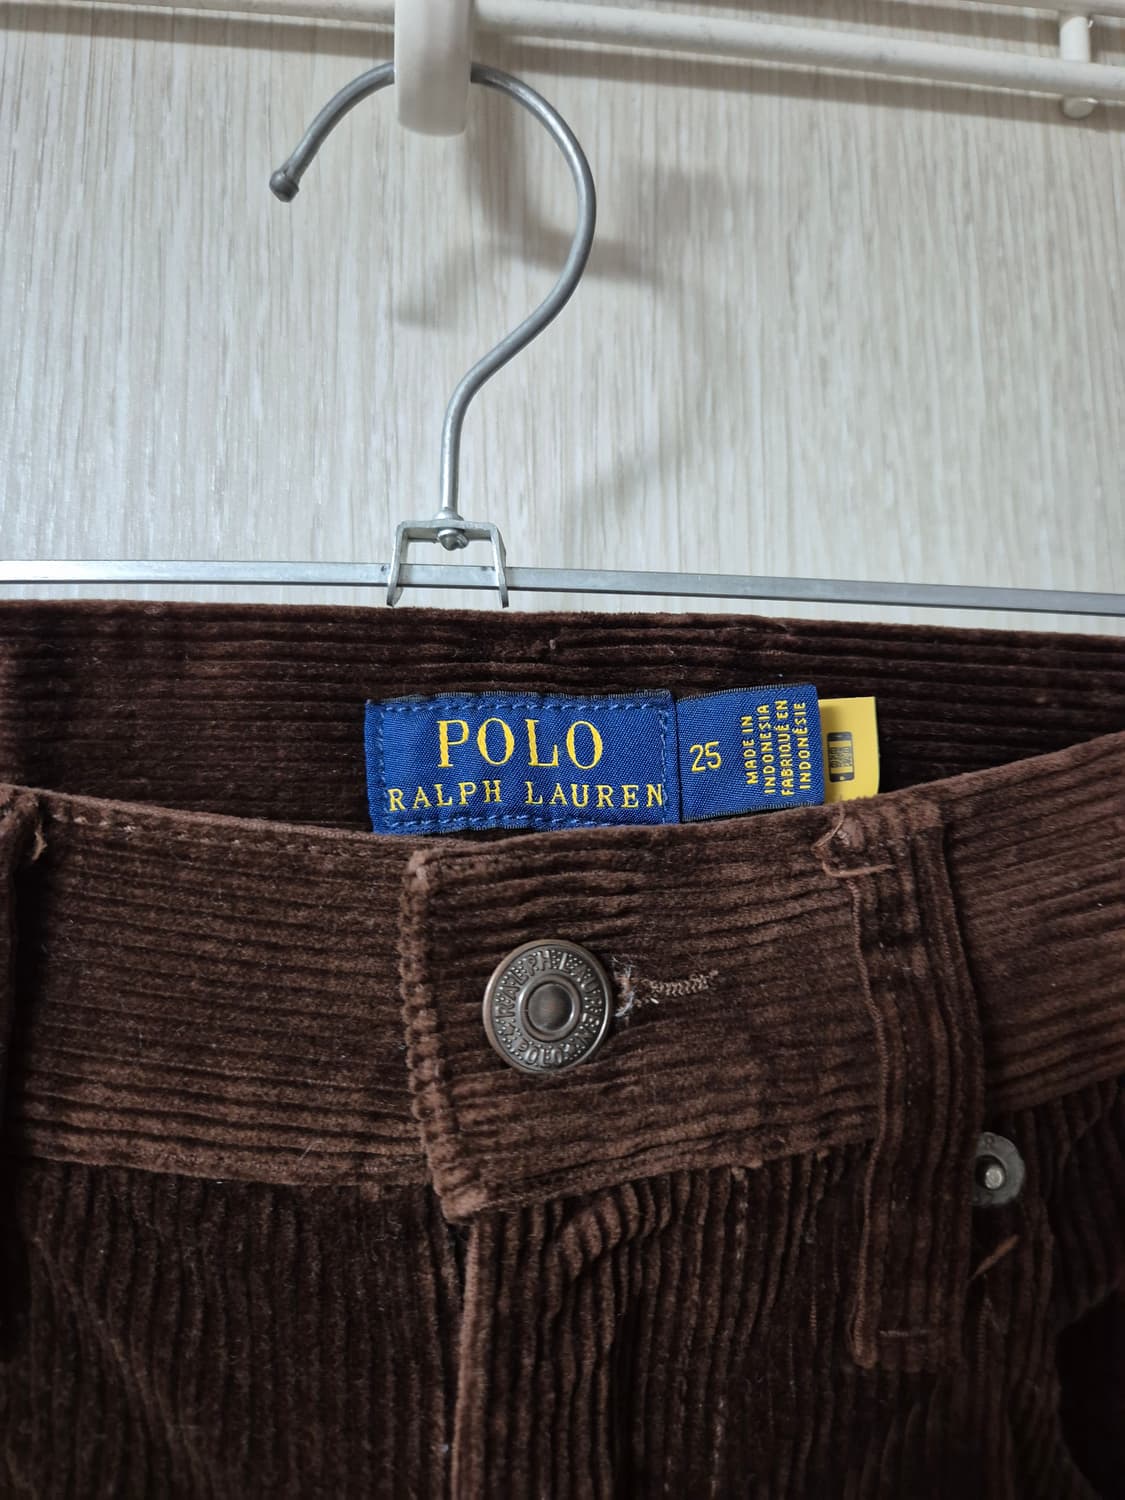 POLO
RALPH LAUREN
25
MADE IN
INDONESIA
FABRIQUÉ EN
INDONÉSIE